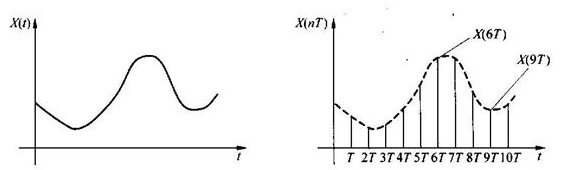 X(t)
t
X(nT)
X(6T)
X(9T)
T 2T 3T 4T 5T 6T 7T 8T 9T 10T
t